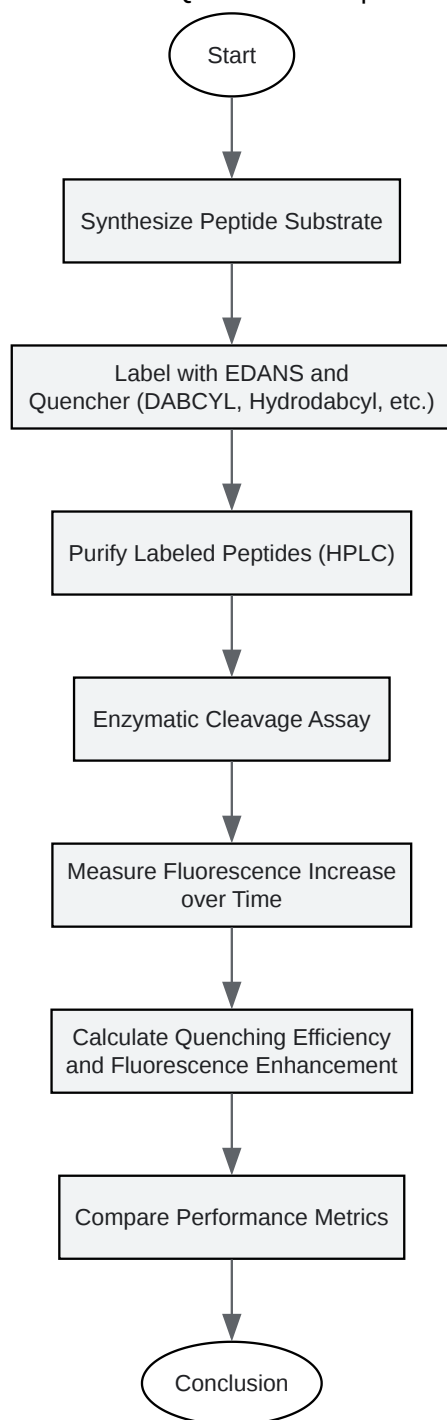 Start
Synthesize Peptide Substrate
Label with EDANS and
Quencher (DABCYL, Hydrodabcyl, etc.)
Purify Labeled Peptides (HPLC)
Enzymatic Cleavage Assay
Measure Fluorescence Increase
over Time
Calculate Quenching Efficiency
and Fluorescence Enhancement
Compare Performance Metrics
Conclusion